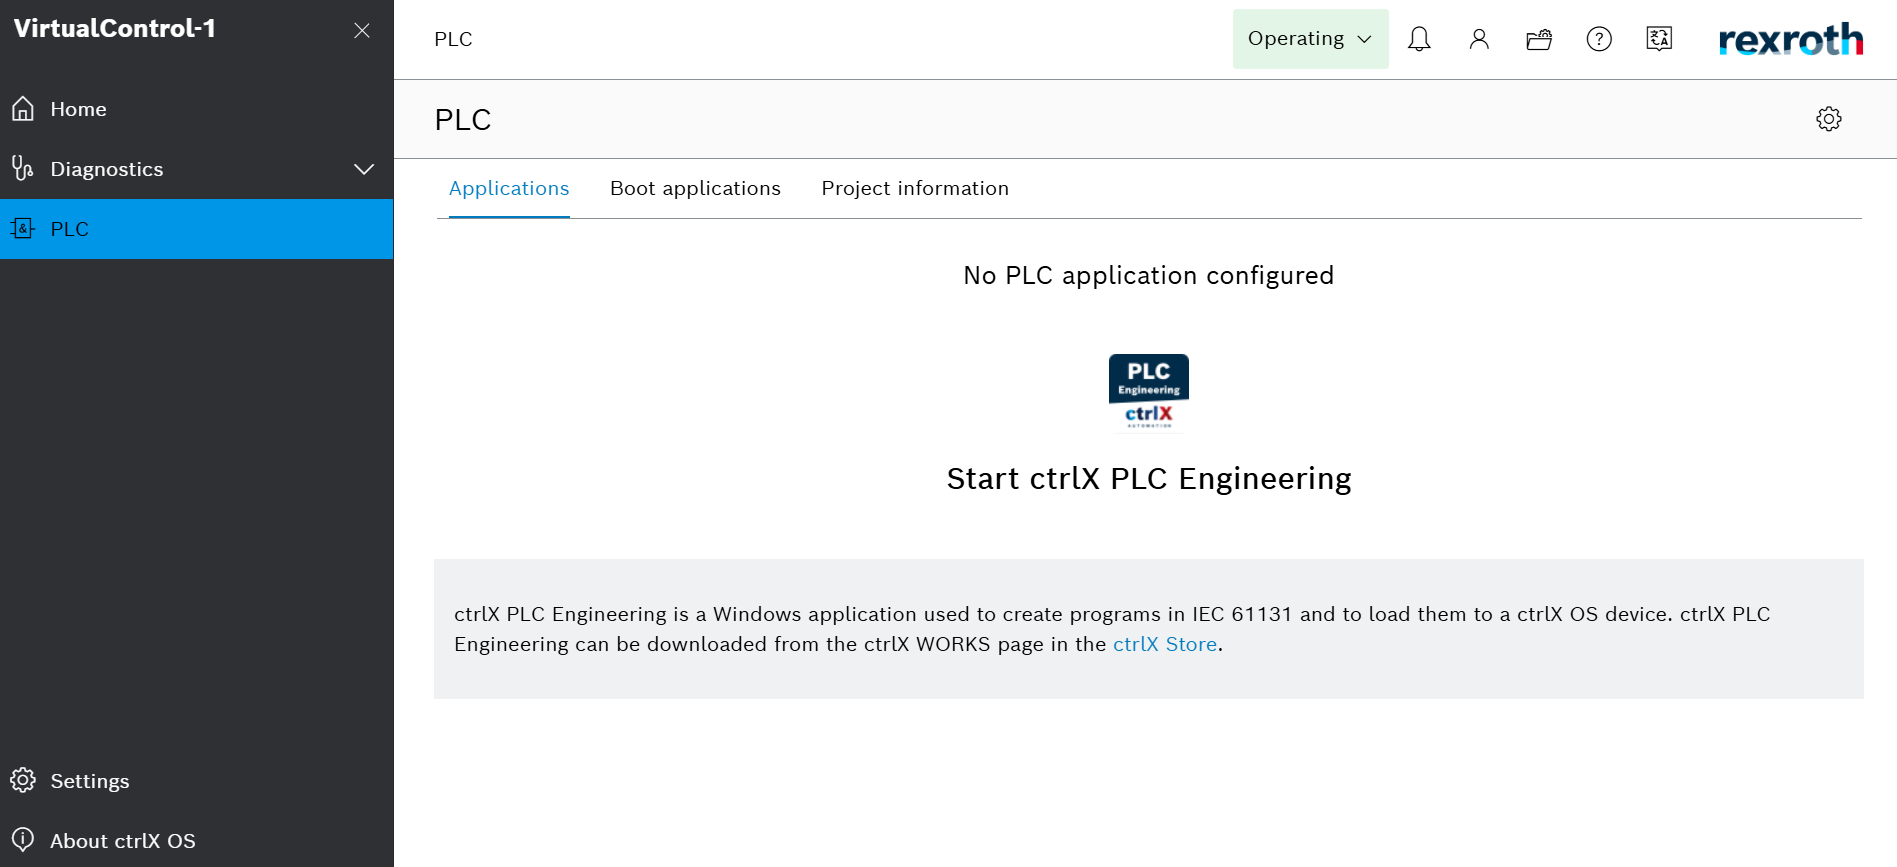 VirtualControl-1
Home
Diagnostics
PLC
Settings
About ctrlX OS
PLC
Operating
rexroth
PLC
Applications
Boot applications
Project information
No PLC application configured
PLC
Engineering
ctrlX
AUTOMATION
Start ctrlX PLC Engineering
ctrlX PLC Engineering is a Windows application used to create programs in IEC 61131 and to load them to a ctrlX OS device. ctrlX PLC
Engineering can be downloaded from the ctrlX WORKS page in the ctrlX Store.